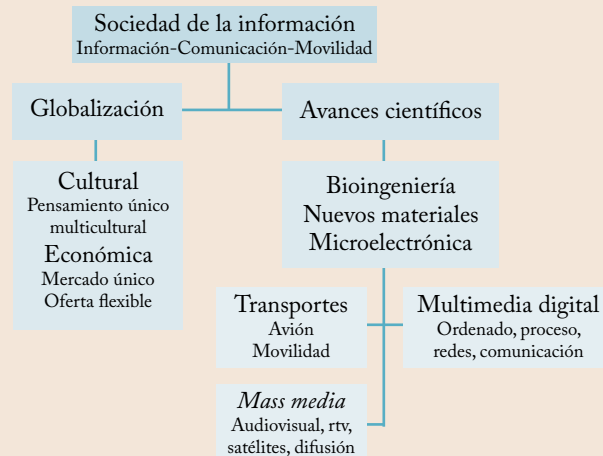 Sociedad de la información
Información-Comunicación-Movilidad
Globalización
Avances científicos
Cultural
Pensamiento único
multicultural
Económica
Mercado único
Oferta flexible
Bioingeniería
Nuevos materiales
Microelectrónica
Transportes
Avión
Movilidad
Multimedia digital
Ordenado, proceso,
redes, comunicación
Mass media
Audiovisual, rtv,
satélites, difusión